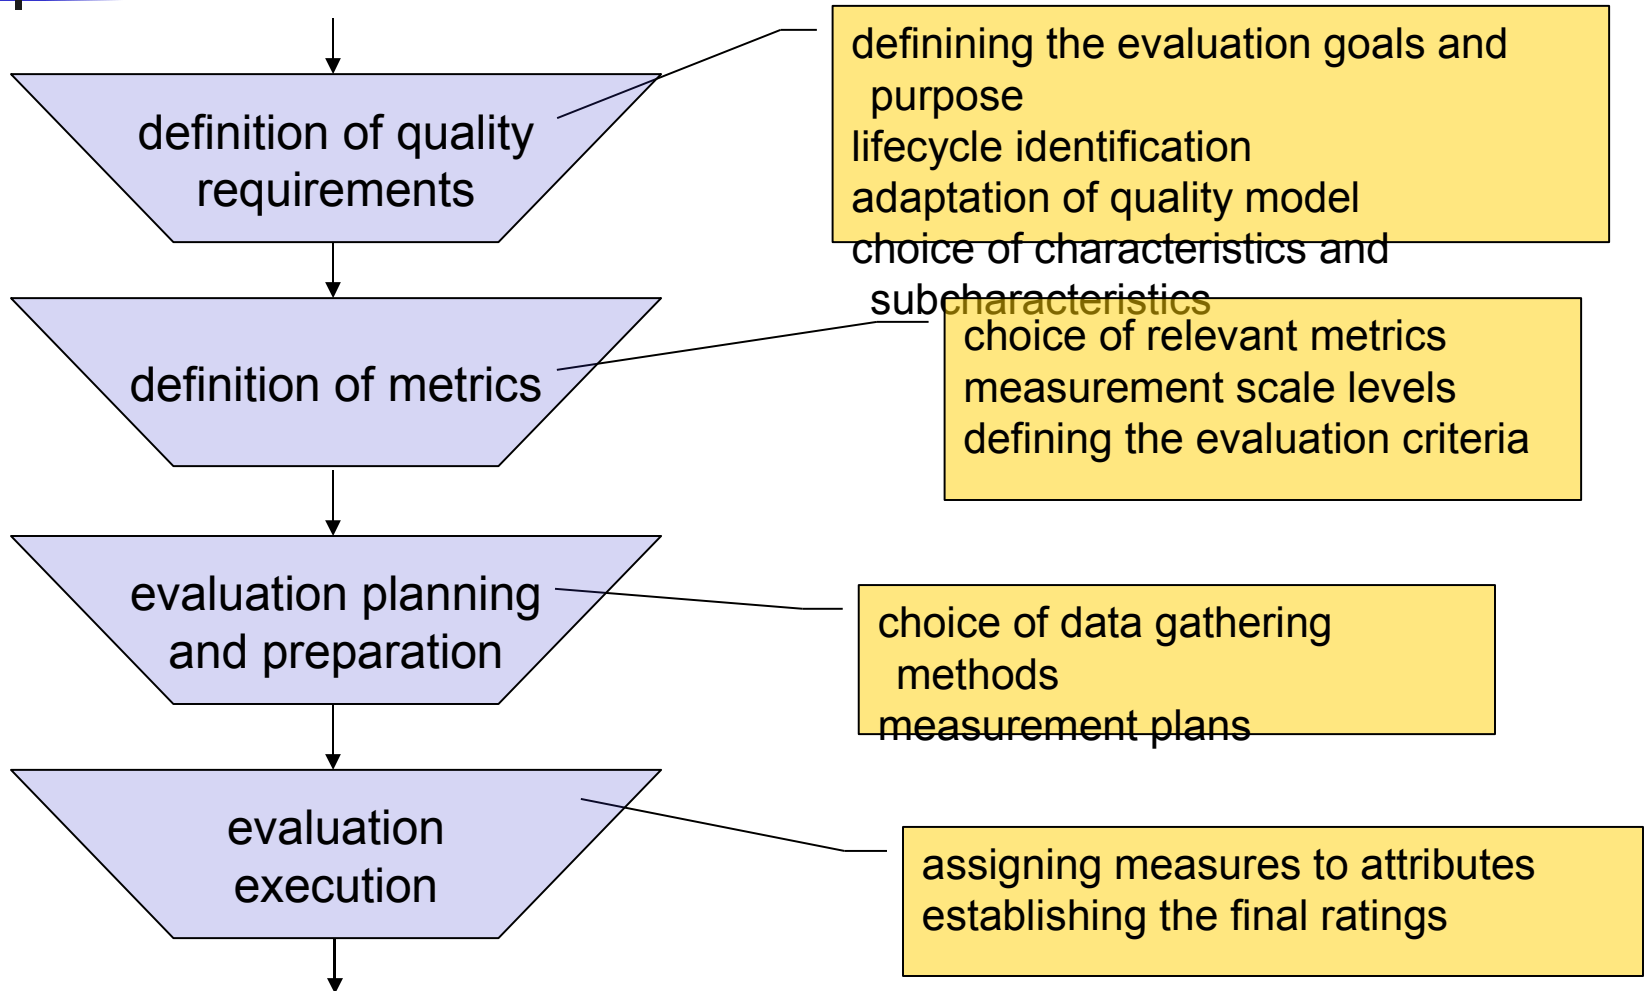 definition of quality
requirements
definining the evaluation goals and
purpose
lifecycle identification
adaptation of quality model
choice of characteristics and
subcharacteristics
definition of metrics
choice of relevant metrics
measurement scale levels
defining the evaluation criteria
evaluation planning
and preparation
choice of data gathering
methods
measurement plans
evaluation
execution
assigning measures to attributes
establishing the final ratings